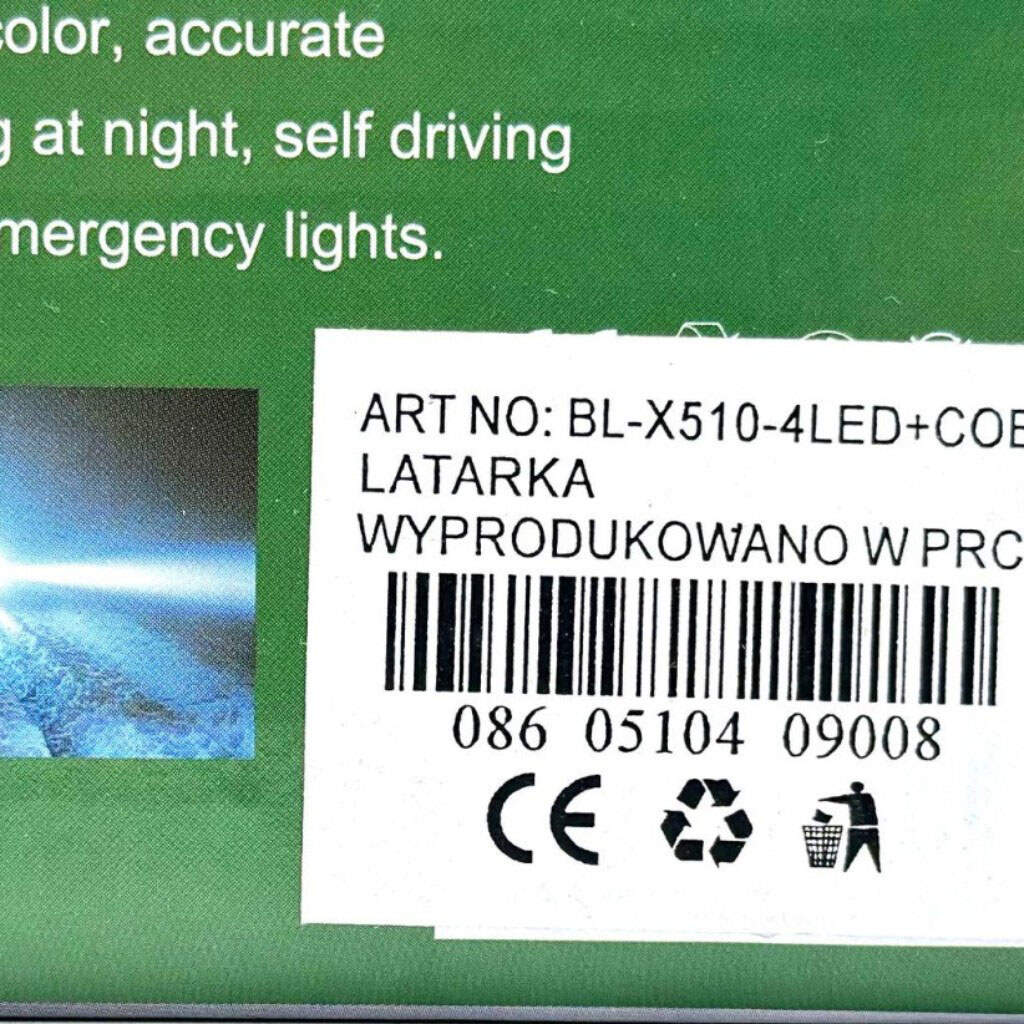 color, accurate
g at night, self driving
mergency lights.
ART NO: BL-X510-4LED+COB
LATARKA
WYPRODUKOWANO W PRC
086 05104 09008
CE